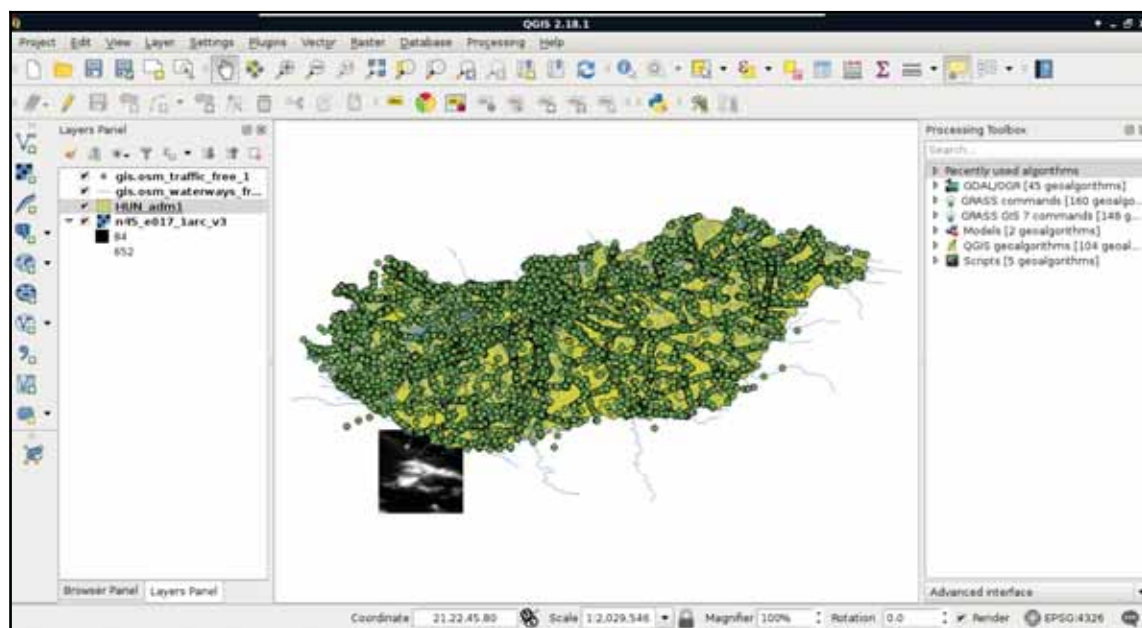 QGIS 2.18.1
Project Edit View Layer Settings Plugins Vector Raster Database Processing Help
Layers Panel
gis.osm_traffic_free_1
gis.osm_waterways_fr...
HUN_adm1
n45_e017_1arc_v3
84
652
Browser Panel Layers Panel
Processing Toolbox
Search...
Recently used algorithms
GDAL/OGR [45 geoalgorithms]
GRASS commands [160 geoalgo...
GRASS GIS 7 commands [148 g...
Models [2 geoalgorithms]
QGIS geoalgorithms [104 geoal...
Scripts [5 geoalgorithms]
Advanced interface
Coordinate 21.22,45.80 Scale 1:2,029,546 Magnifier 100% Rotation 0.0 Render EPSG:4326